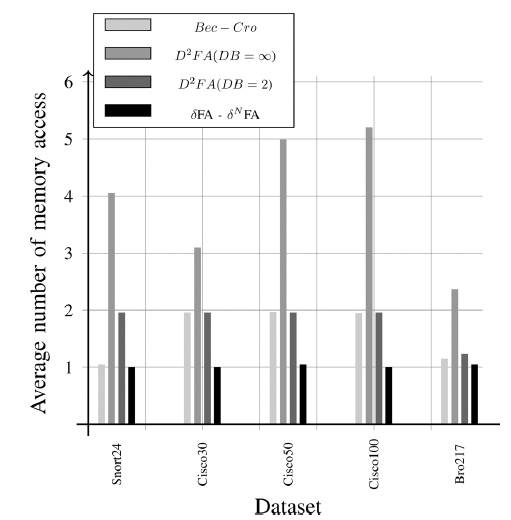 Bec − Cro
D²FA(DB = ∞)
D²FA(DB = 2)
δFA - δᴺFA
Average number of memory access
6
5
4
3
2
1
Snort24
Cisco30
Cisco50
Cisco100
Bro217
Dataset